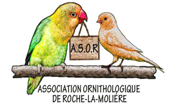 A.S.O.R
ASSOCIATION ORNITHOLOGIQUE
DE ROCHE-LA-MOLIÈRE